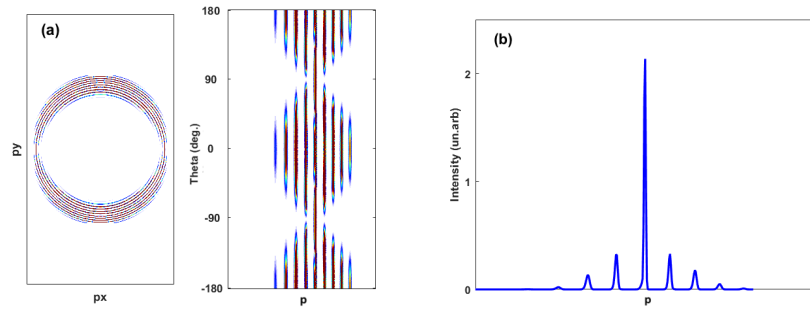 (a)
py
px
Theta (deg.)
180
90
0
-90
-180
p
(b)
Intensity (un.arb)
2
1
0
p